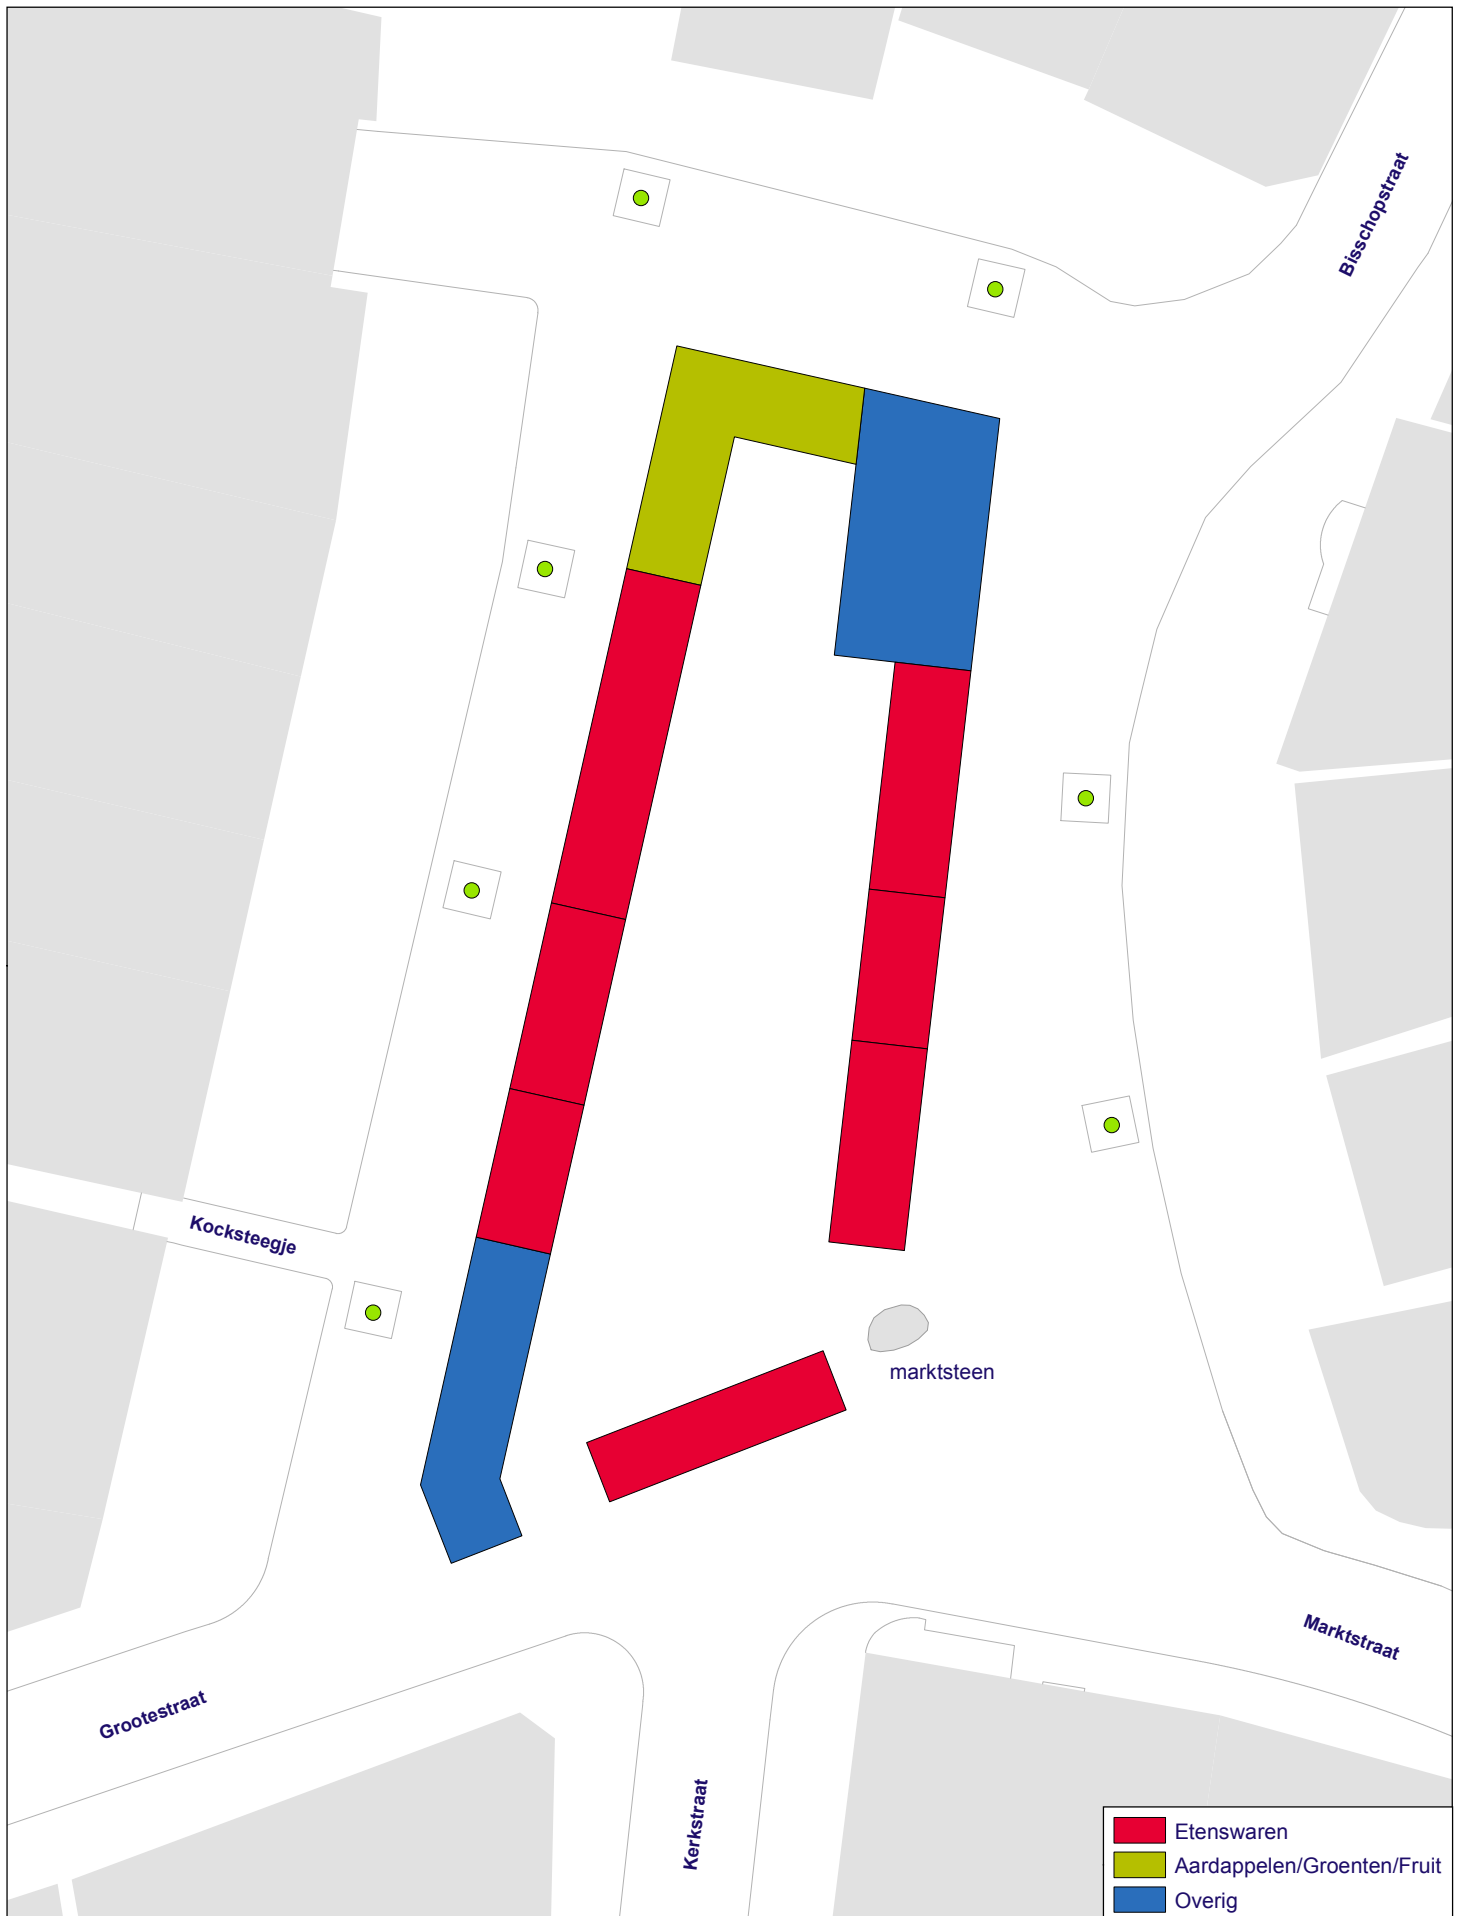 Bisschopstraat
Kocksteegje
marktsteen
Marktstraat
Grootestraat
Kerkstraat
Etenswaren
Aardappelen/Groenten/Fruit
Overig